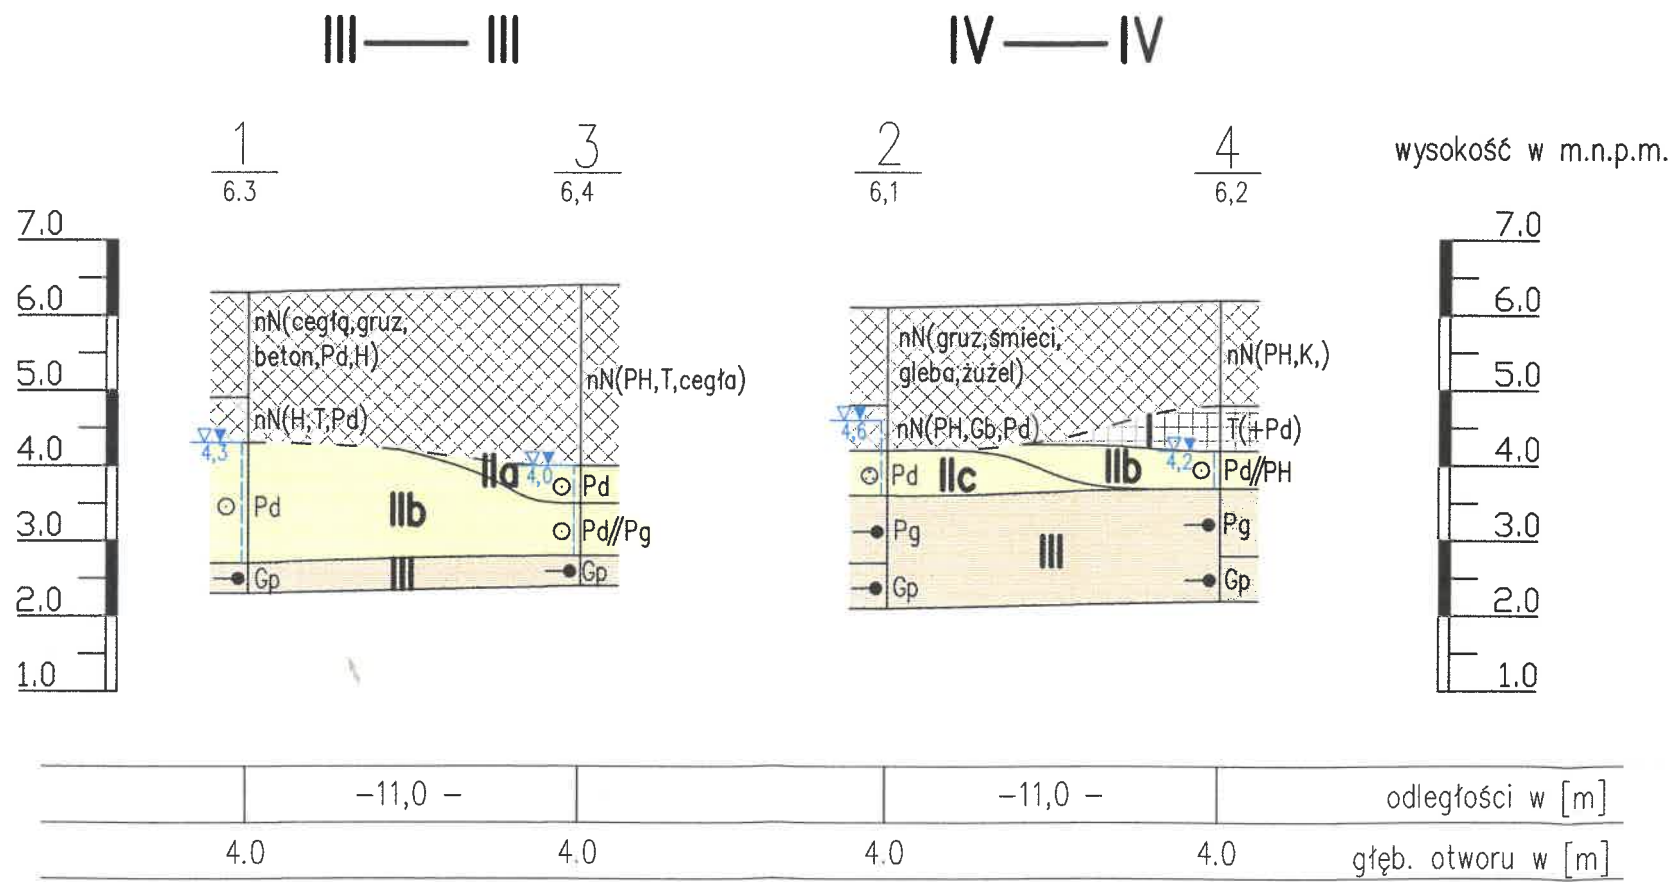 III — III
IV — IV
1
6.3
3
6,4
2
6,1
4
6,2
wysokość w m.n.p.m.
7.0
6.0
5.0
4.0
3.0
2.0
1.0
nN(cegłą,gruz,
beton,Pd,H)
nN(H,T,Pd)
4,3
Pd
Gp
IIa
IIb
III
4,0
nN(PH,T,cegła)
Pd
Pd//Pg
Gp
nN(gruz,śmieci,
gleba,żużel)
nN(PH,Gb,Pd)
4,6
Pd
Pg
Gp
I
IIc
IIb
III
4,2
nN(PH,K,)
T(+Pd)
Pd//PH
Pg
Gp
7.0
6.0
5.0
4.0
3.0
2.0
1.0
–11,0 – –11,0 – odległości w [m]
4.0 4.0 4.0 4.0 głęb. otworu w [m]